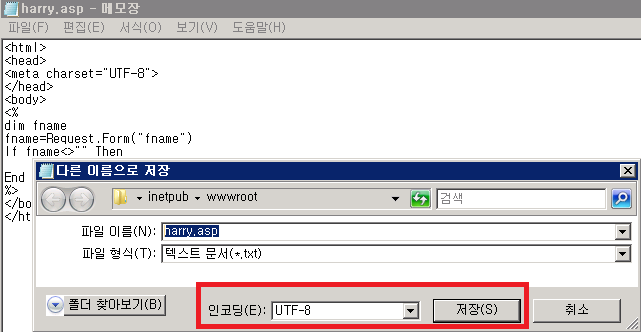 harry.asp - 메모장
파일(F) 편집(E) 서식(O) 보기(V) 도움말(H)
<html>
<head>
<meta charset="UTF-8">
</head>
<body>
<%
dim fname
fname=Request.Form("fname")
If fname<>"" Then
End
%>
</bo
</ht
다른 이름으로 저장
inetpub wwwroot 검색
파일 이름(N): harry.asp
파일 형식(T): 텍스트 문서(*.txt)
폴더 찾아보기(B) 인코딩(E): UTF-8 저장(S) 취소